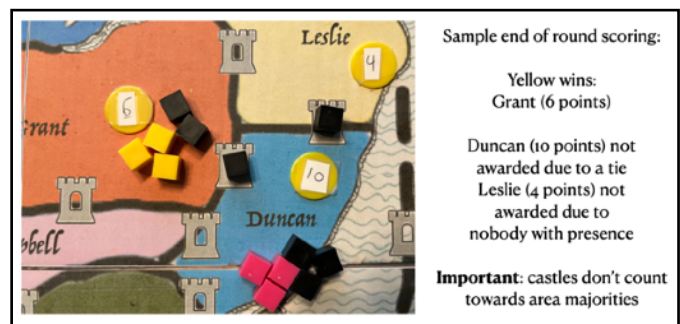 Leslie
4
6
Grant
10
Duncan
bell
Sample end of round scoring:
Yellow wins:
Grant (6 points)
Duncan (10 points) not
awarded due to a tie
Leslie (4 points) not
awarded due to
nobody with presence
Important: castles don't count
towards area majorities